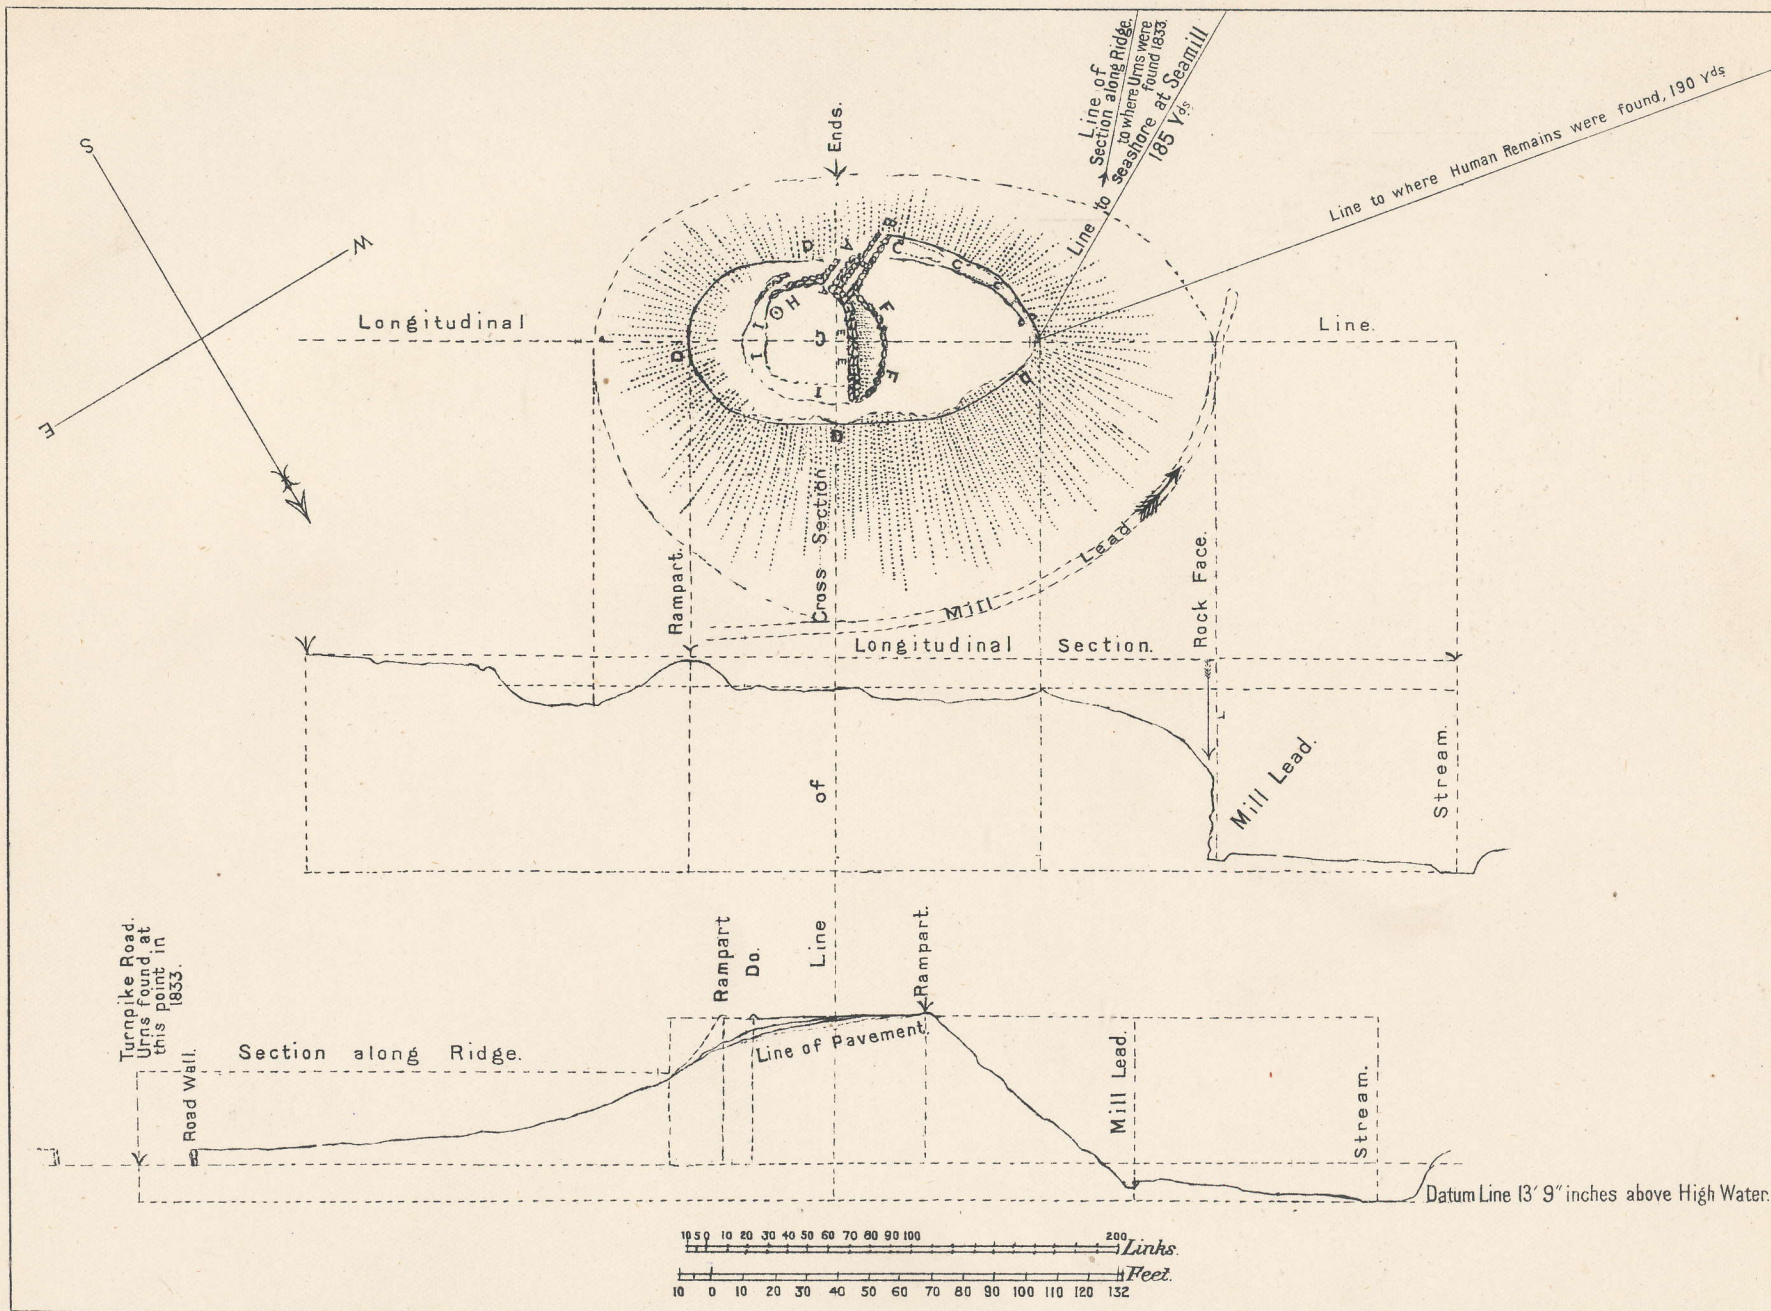 Line of
Section along Ridge,
to where Urns were
found 1833.
Line to Seashore at Seamill
185 Yds
Line to where Human Remains were found, 190 Yds
Ends.
S
W
E
Longitudinal
Line.
B
D
A
C
C
C
A
H
F
I
D
G
E
I
E
F
I
D
D
Cross Section
Rampart.
Mill Lead
Rock Face.
Longitudinal Section.
of
Mill Lead.
Stream.
Turnpike Road.
Urns found at
this point in
1833.
Road Wall.
Section along Ridge.
Rampart
Do.
Line
Rampart.
Line of Pavement.
Mill Lead.
Stream.
Datum Line 13' 9" inches above High Water.
10 5 0 10 20 30 40 50 60 70 80 90 100 200 Links.
Feet.
10 0 10 20 30 40 50 60 70 80 90 100 110 120 132